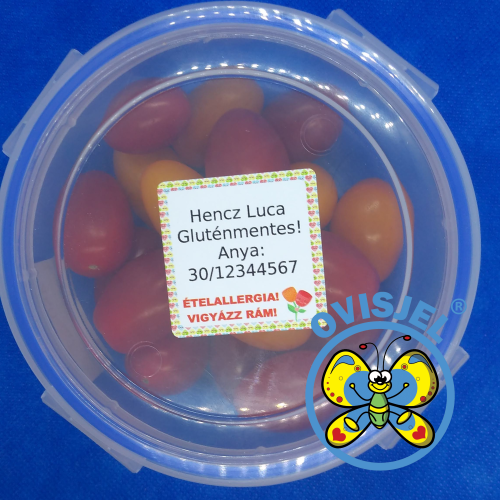 Hencz Luca
Gluténmentes!
Anya:
30/12344567
ÉTELALLERGIA!
VIGYÁZZ RÁM!
OVISJEL®